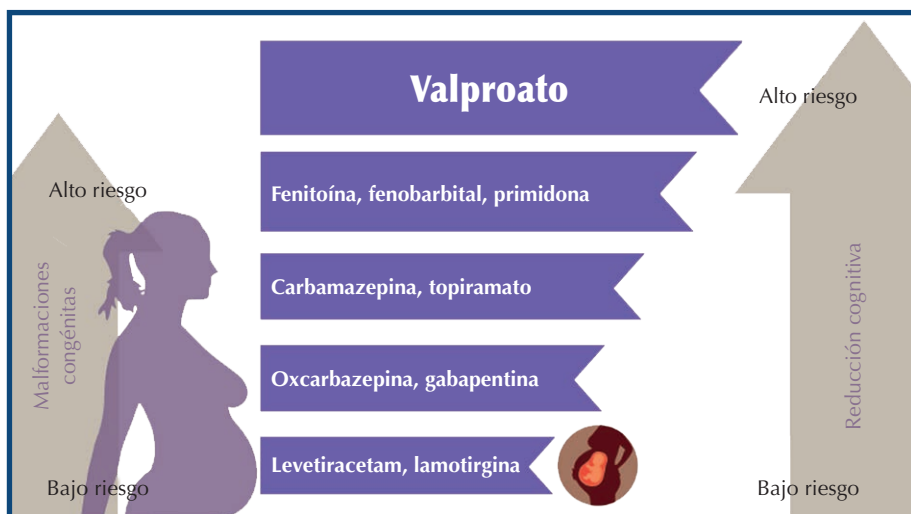 Valproato
Alto riesgo
Alto riesgo
Fenitoína, fenobarbital, primidona
Carbamazepina, topiramato
Malformaciones
congénitas
Reducción cognitiva
Oxcarbazepina, gabapentina
Levetiracetam, lamotirgina
Bajo riesgo
Bajo riesgo